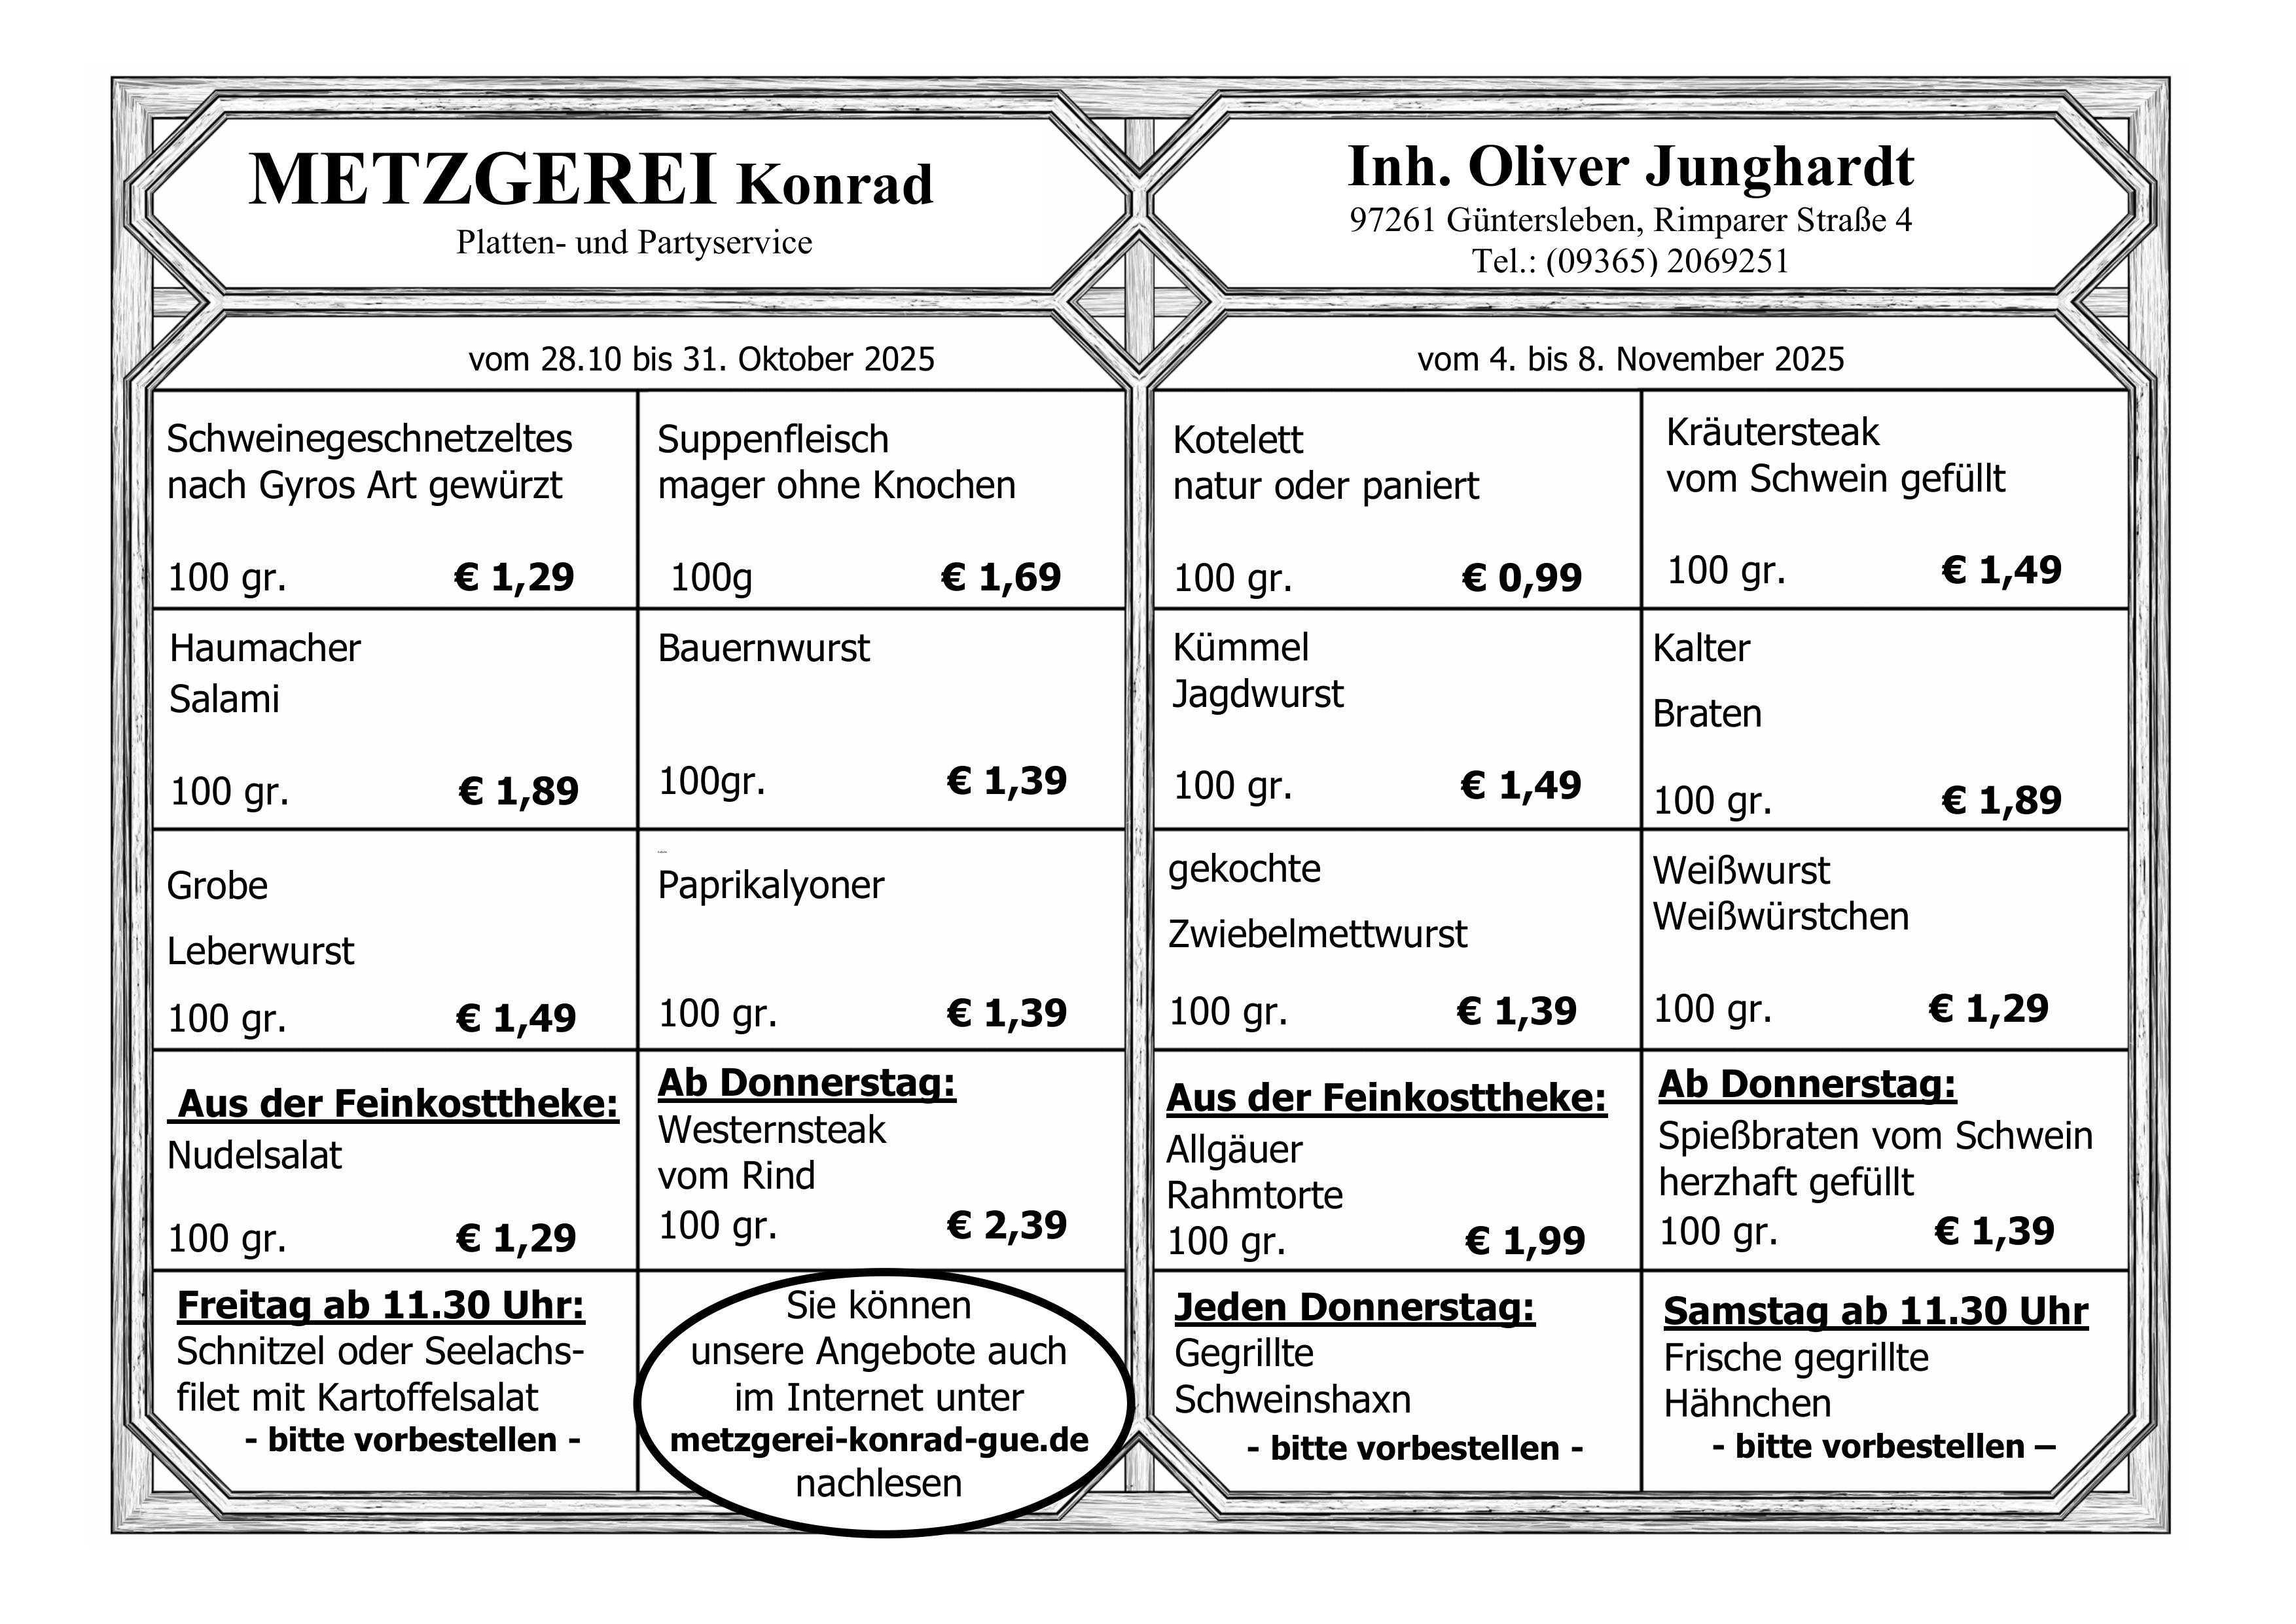 METZGEREI Konrad
Platten- und Partyservice
Inh. Oliver Junghardt
97261 Güntersleben, Rimparer Straße 4
Tel.: (09365) 2069251
vom 28.10 bis 31. Oktober 2025
Schweinegeschnetzeltes
nach Gyros Art gewürzt
100 gr. € 1,29
Suppenfleisch
mager ohne Knochen
100g € 1,69
Haumacher
Salami
100 gr. € 1,89
Bauernwurst
100gr. € 1,39
Grobe
Leberwurst
100 gr. € 1,49
Paprikalyoner
100 gr. € 1,39
Aus der Feinkosttheke:
Nudelsalat
100 gr. € 1,29
Ab Donnerstag:
Westernsteak
vom Rind
100 gr. € 2,39
Freitag ab 11.30 Uhr:
Schnitzel oder Seelachs-
filet mit Kartoffelsalat
- bitte vorbestellen -
Sie können
unsere Angebote auch
im Internet unter
metzgerei-konrad-gue.de
nachlesen
vom 4. bis 8. November 2025
Kotelett
natur oder paniert
100 gr. € 0,99
Kräutersteak
vom Schwein gefüllt
100 gr. € 1,49
Kümmel
Jagdwurst
100 gr. € 1,49
Kalter
Braten
100 gr. € 1,89
gekochte
Zwiebelmettwurst
100 gr. € 1,39
Weißwurst
Weißwürstchen
100 gr. € 1,29
Aus der Feinkosttheke:
Allgäuer
Rahmtorte
100 gr. € 1,99
Ab Donnerstag:
Spießbraten vom Schwein
herzhaft gefüllt
100 gr. € 1,39
Jeden Donnerstag:
Gegrillte
Schweinshaxn
- bitte vorbestellen -
Samstag ab 11.30 Uhr
Frische gegrillte
Hähnchen
- bitte vorbestellen –